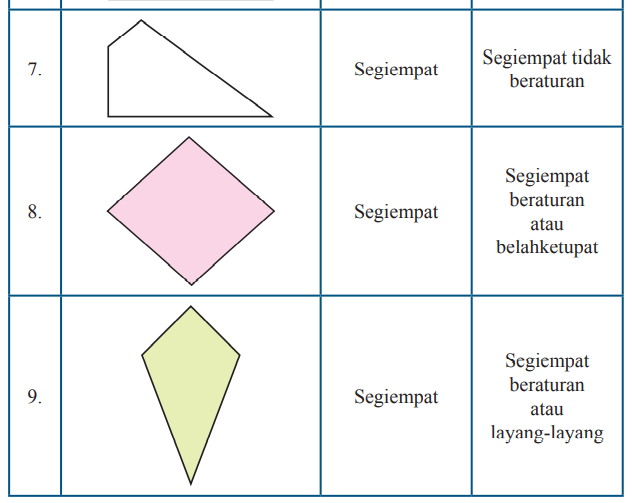 7.
Segiempat
Segiempat tidak
beraturan
8.
Segiempat
Segiempat
beraturan
atau
belahketupat
9.
Segiempat
Segiempat
beraturan
atau
layang-layang